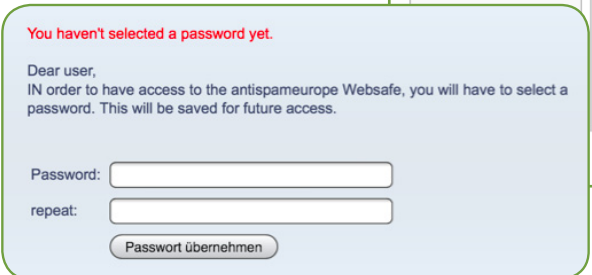 You haven't selected a password yet.
Dear user,
IN order to have access to the antispameurope Websafe, you will have to select a
password. This will be saved for future access.
Password:
repeat:
Passwort übernehmen